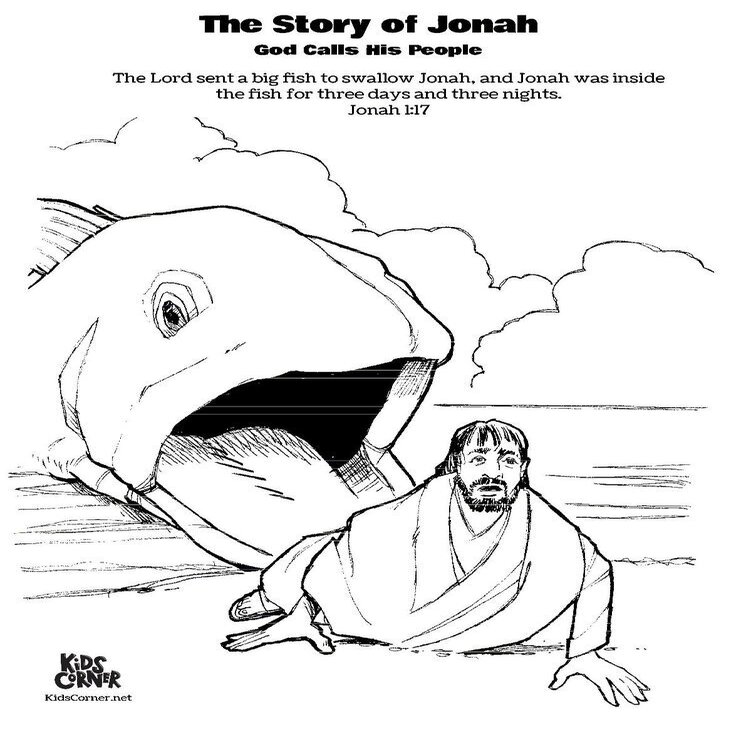 The Story of Jonah
God Calls His People
The Lord sent a big fish to swallow Jonah, and Jonah was inside
the fish for three days and three nights.
Jonah 1:17
KiDS
CORNER
KidsCorner.net